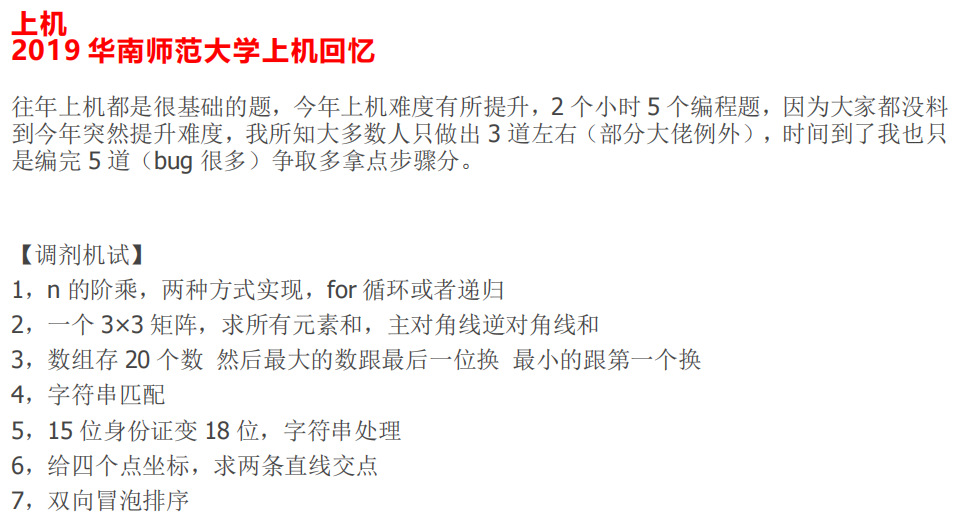 上机
2019 华南师范大学上机回忆
往年上机都是很基础的题，今年上机难度有所提升，2 个小时 5 个编程题，因为大家都没料
到今年突然提升难度，我所知大多数人只做出 3 道左右（部分大佬例外），时间到了我也只
是编完 5 道（bug 很多）争取多拿点步骤分。
【调剂机试】
1，n 的阶乘，两种方式实现，for 循环或者递归
2，一个 3×3 矩阵，求所有元素和，主对角线逆对角线和
3，数组存 20 个数 然后最大的数跟最后一位换 最小的跟第一个换
4，字符串匹配
5，15 位身份证变 18 位，字符串处理
6，给四个点坐标，求两条直线交点
7，双向冒泡排序